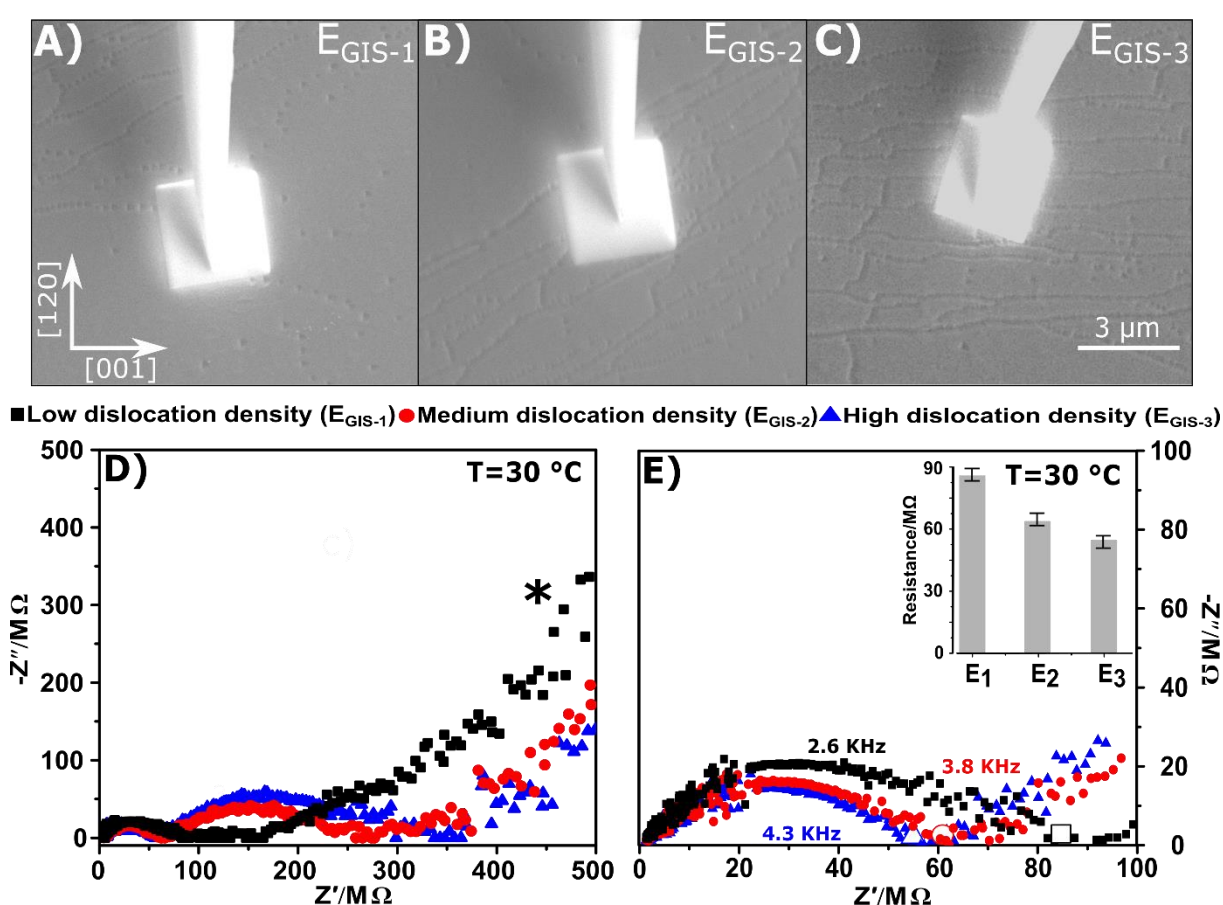 A) E_GIS-1
B) E_GIS-2
C) E_GIS-3
[120]
[001]
3 μm
■Low dislocation density (E_GIS-1) ●Medium dislocation density (E_GIS-2) ▲High dislocation density (E_GIS-3)
D) T=30 °C
*
-Z″/MΩ
500
400
300
200
100
0
0 100 200 300 400 500
Z′/MΩ
E) T=30 °C
Resistance/MΩ
90
60
30
0
E1 E2 E3
2.6 KHz
3.8 KHz
4.3 KHz
100
80
60
40
20
0
-Z″/MΩ
0 20 40 60 80 100
Z′/MΩ